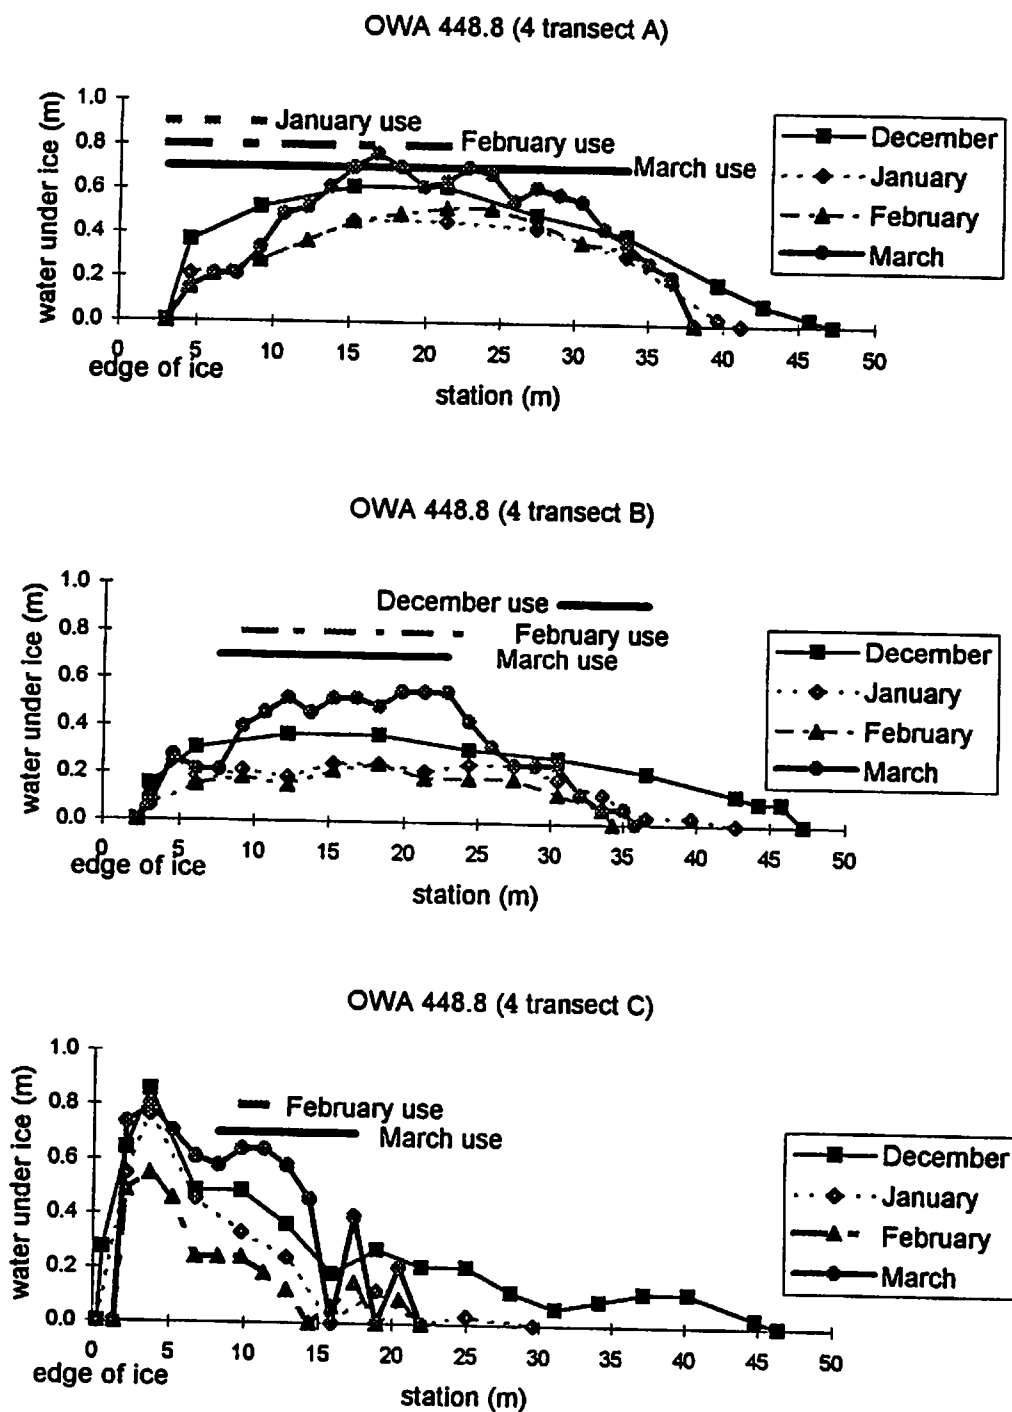 OWA 448.8 (4 transect A)
water under ice (m)
1.0
0.8
0.6
0.4
0.2
0.0
January use
February use
March use
December
January
February
March
0 5 10 15 20 25 30 35 40 45 50
edge of ice
station (m)
OWA 448.8 (4 transect B)
water under ice (m)
1.0
0.8
0.6
0.4
0.2
0.0
December use
February use
March use
December
January
February
March
0 5 10 15 20 25 30 35 40 45 50
edge of ice
station (m)
OWA 448.8 (4 transect C)
water under ice (m)
1.0
0.8
0.6
0.4
0.2
0.0
February use
March use
December
January
February
March
0 5 10 15 20 25 30 35 40 45 50
edge of ice
station (m)